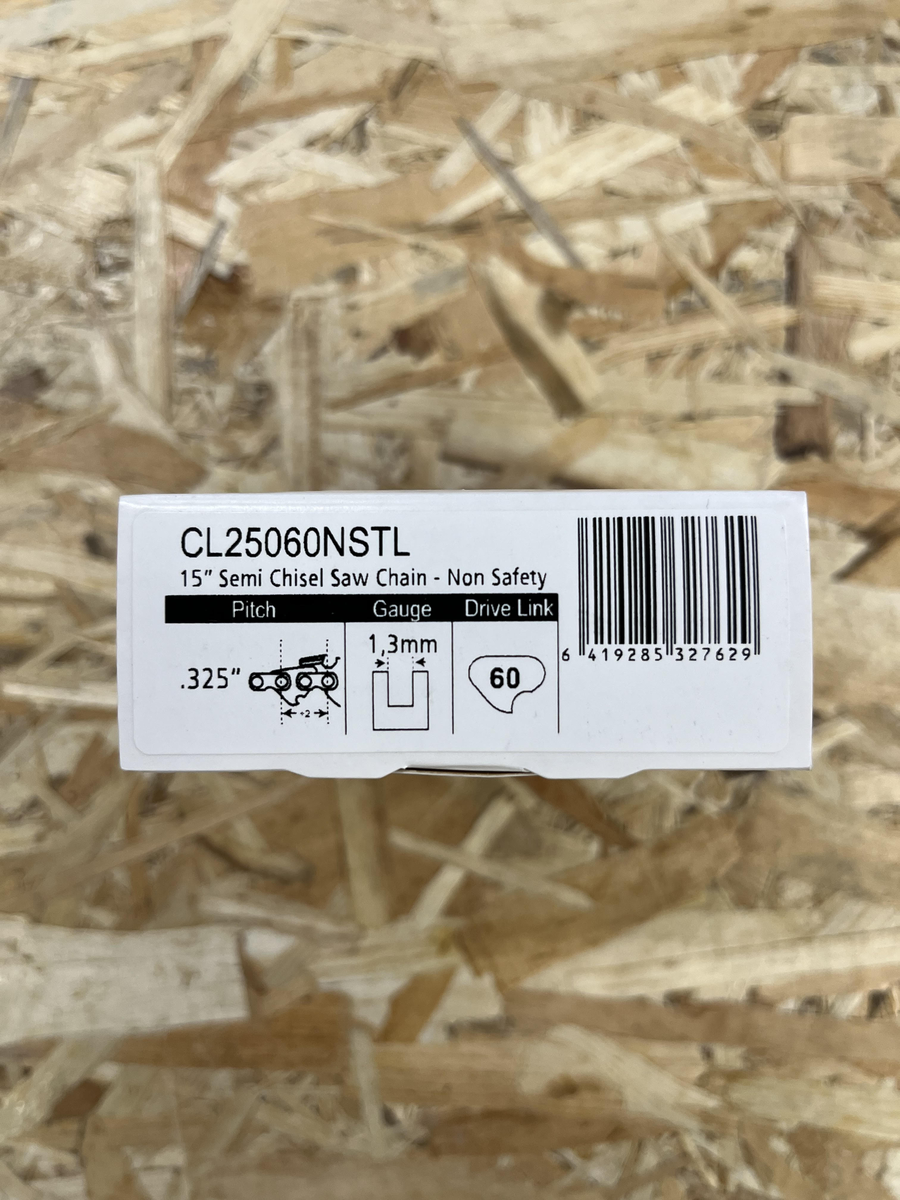 CL25060NSTL
15" Semi Chisel Saw Chain - Non Safety
Pitch Gauge Drive Link
1,3mm
.325" 60
÷2
6 419285 327629